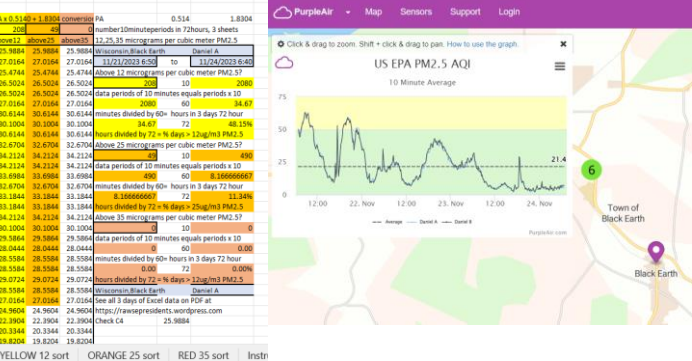 x 0.5140 + 1.8304 conversion PA 0.514 1.8304
208 49 0 number10minuteperiods in 72hours, 3 sheets
above12 above25 above35 12,25,35 micrograms per cubic meter PM2.5
25.9884 25.9884 25.9884 Wisconsin,Black Earth Daniel A
27.0164 27.0164 27.0164 11/21/2023 6:50 to 11/24/2023 6:40
25.4744 25.4744 25.4744 Above 12 micrograms per cubic meter PM2.5?
26.5024 26.5024 26.5024 208 10 2080
26.5024 26.5024 26.5024 data periods of 10 minutes equals periods x 10
27.0164 27.0164 27.0164 2080 60 34.67
30.6144 30.6144 30.6144 minutes divided by 60= hours in 3 days 72 hour
30.1004 30.1004 30.1004 34.67 72 48.15%
30.6144 30.6144 30.6144 hours divided by 72 = % days > 12ug/m3 PM2.5
32.6704 32.6704 32.6704 Above 25 micrograms per cubic meter PM2.5?
34.2124 34.2124 34.2124 49 10 490
34.2124 34.2124 34.2124 data periods of 10 minutes equals periods x 10
33.6984 33.6984 33.6984 490 60 8.166666667
32.6704 32.6704 32.6704 minutes divided by 60= hours in 3 days 72 hour
33.1844 33.1844 33.1844 8.166666667 72 11.34%
33.1844 33.1844 33.1844 hours divided by 72 = % days > 25ug/m3 PM2.5
34.2124 34.2124 34.2124 Above 35 micrograms per cubic meter PM2.5?
30.1004 30.1004 30.1004 0 10 0
29.5864 29.5864 29.5864 data periods of 10 minutes equals periods x 10
28.0444 28.0444 28.0444 0 60 0.00
28.5584 28.5584 28.5584 minutes divided by 60= hours in 3 days 72 hour
28.5584 28.5584 28.5584 0.00 72 0.00%
29.0724 29.0724 29.0724 hours divided by 72 = % days > 12ug/m3 PM2.5
28.5584 28.5584 28.5584 Wisconsin,Black Earth Daniel A
27.0164 27.0164 27.0164 See all 3 days of Excel data on PDF at
24.9604 24.9604 24.9604 https://rawsepresidents.wordpress.com
22.3904 22.3904 22.3904 Check C4 25.9884
20.3344 20.3344 20.3344
19.8204 19.8204 19.8204
YELLOW 12 sort ORANGE 25 sort RED 35 sort Instr
PurpleAir Map Sensors Support Login
Click & drag to zoom. Shift + click & drag to pan. How to use the graph.
US EPA PM2.5 AQI
10 Minute Average
75
50
25
0
21.4
12:00 22. Nov 12:00 23. Nov 12:00 24. Nov
Average Daniel A Daniel B
PurpleAir.com
6
Town of
Black Earth
Black Earth